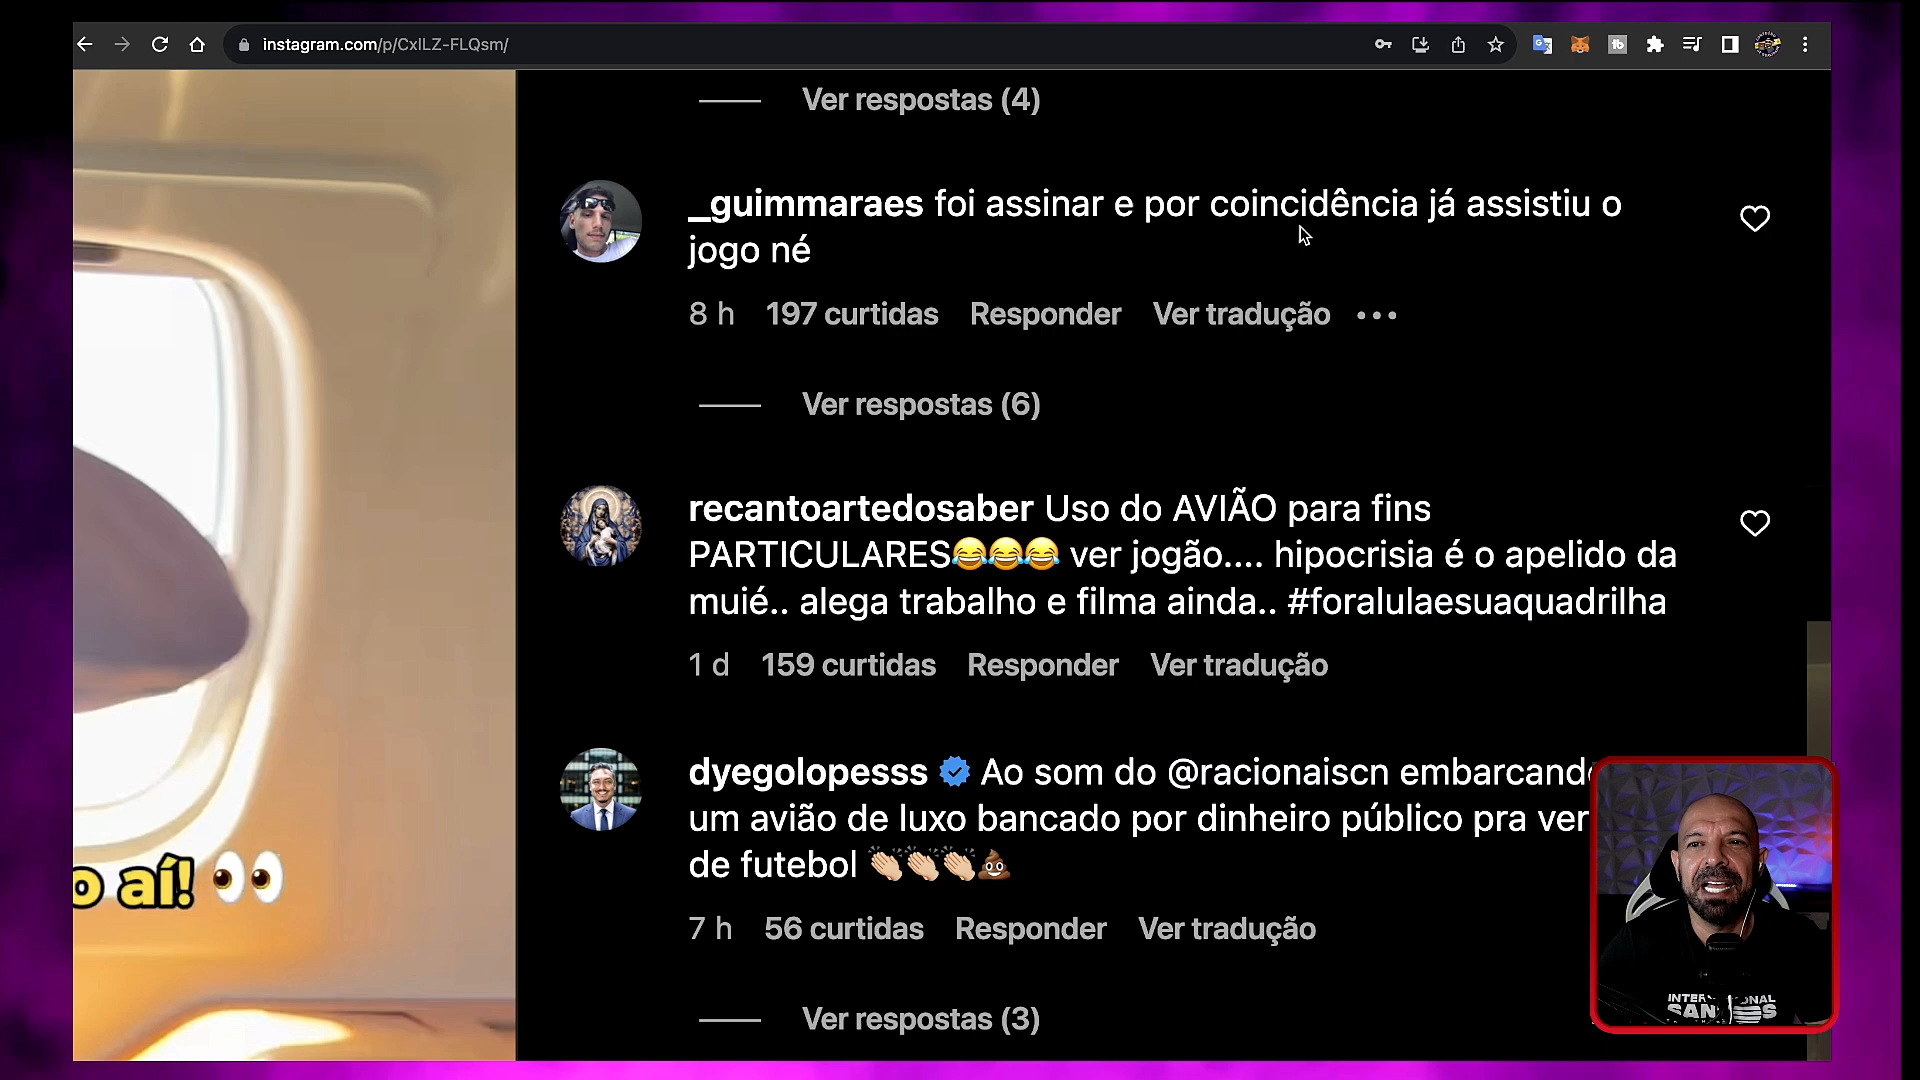 instagram.com/p/CxlLZ-FLQsm/
Ver respostas (4)
_guimmaraes foi assinar e por coincidência já assistiu o
jogo né
8 h 197 curtidas Responder Ver tradução •••
Ver respostas (6)
recantoartedosaber Uso do AVIÃO para fins
PARTICULARES😂😂😂 ver jogão.... hipocrisia é o apelido da
muié.. alega trabalho e filma ainda.. #foralulaesuaquadrilha
1 d 159 curtidas Responder Ver tradução
dyegolopesss Ao som do @racionaiscn embarcando
um avião de luxo bancado por dinheiro público pra ver
de futebol 👏🏻👏🏻👏🏻💩
7 h 56 curtidas Responder Ver tradução
Ver respostas (3)
o aí! 👀